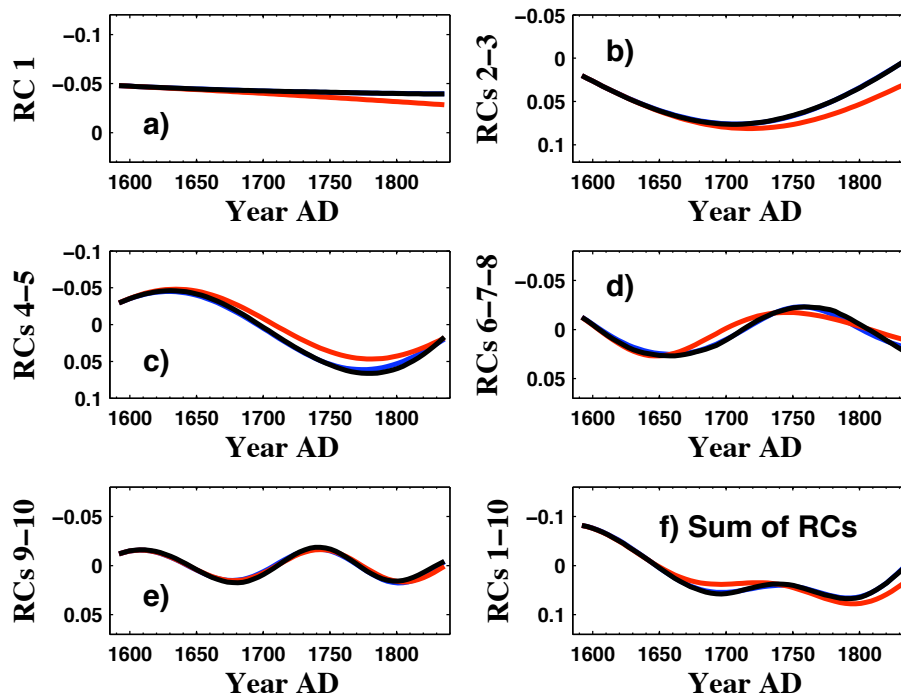 −0.1
−0.05
0
RC 1
a)
1600 1650 1700 1750 1800
Year AD
−0.05
0
0.05
0.1
RCs 2−3
b)
1600 1650 1700 1750 1800
Year AD
−0.1
−0.05
0
0.05
0.1
RCs 4−5
c)
1600 1650 1700 1750 1800
Year AD
−0.05
0
0.05
RCs 6−7−8
d)
1600 1650 1700 1750 1800
Year AD
−0.05
0
0.05
RCs 9−10
e)
1600 1650 1700 1750 1800
Year AD
−0.1
0
0.1
RCs 1−10
f) Sum of RCs
1600 1650 1700 1750 1800
Year AD